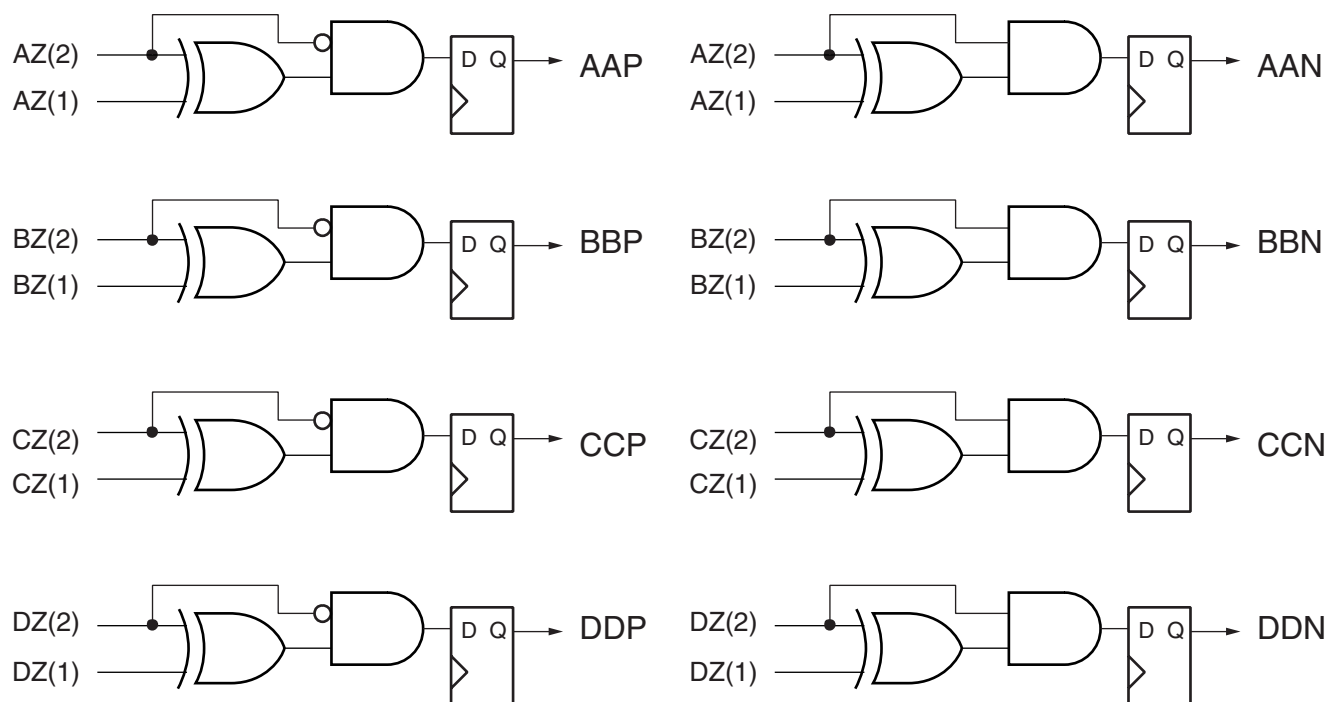 AZ(2) D Q AAP AZ(2) D Q AAN
AZ(1) AZ(1)
BZ(2) D Q BBP BZ(2) D Q BBN
BZ(1) BZ(1)
CZ(2) D Q CCP CZ(2) D Q CCN
CZ(1) CZ(1)
DZ(2) D Q DDP DZ(2) D Q DDN
DZ(1) DZ(1)